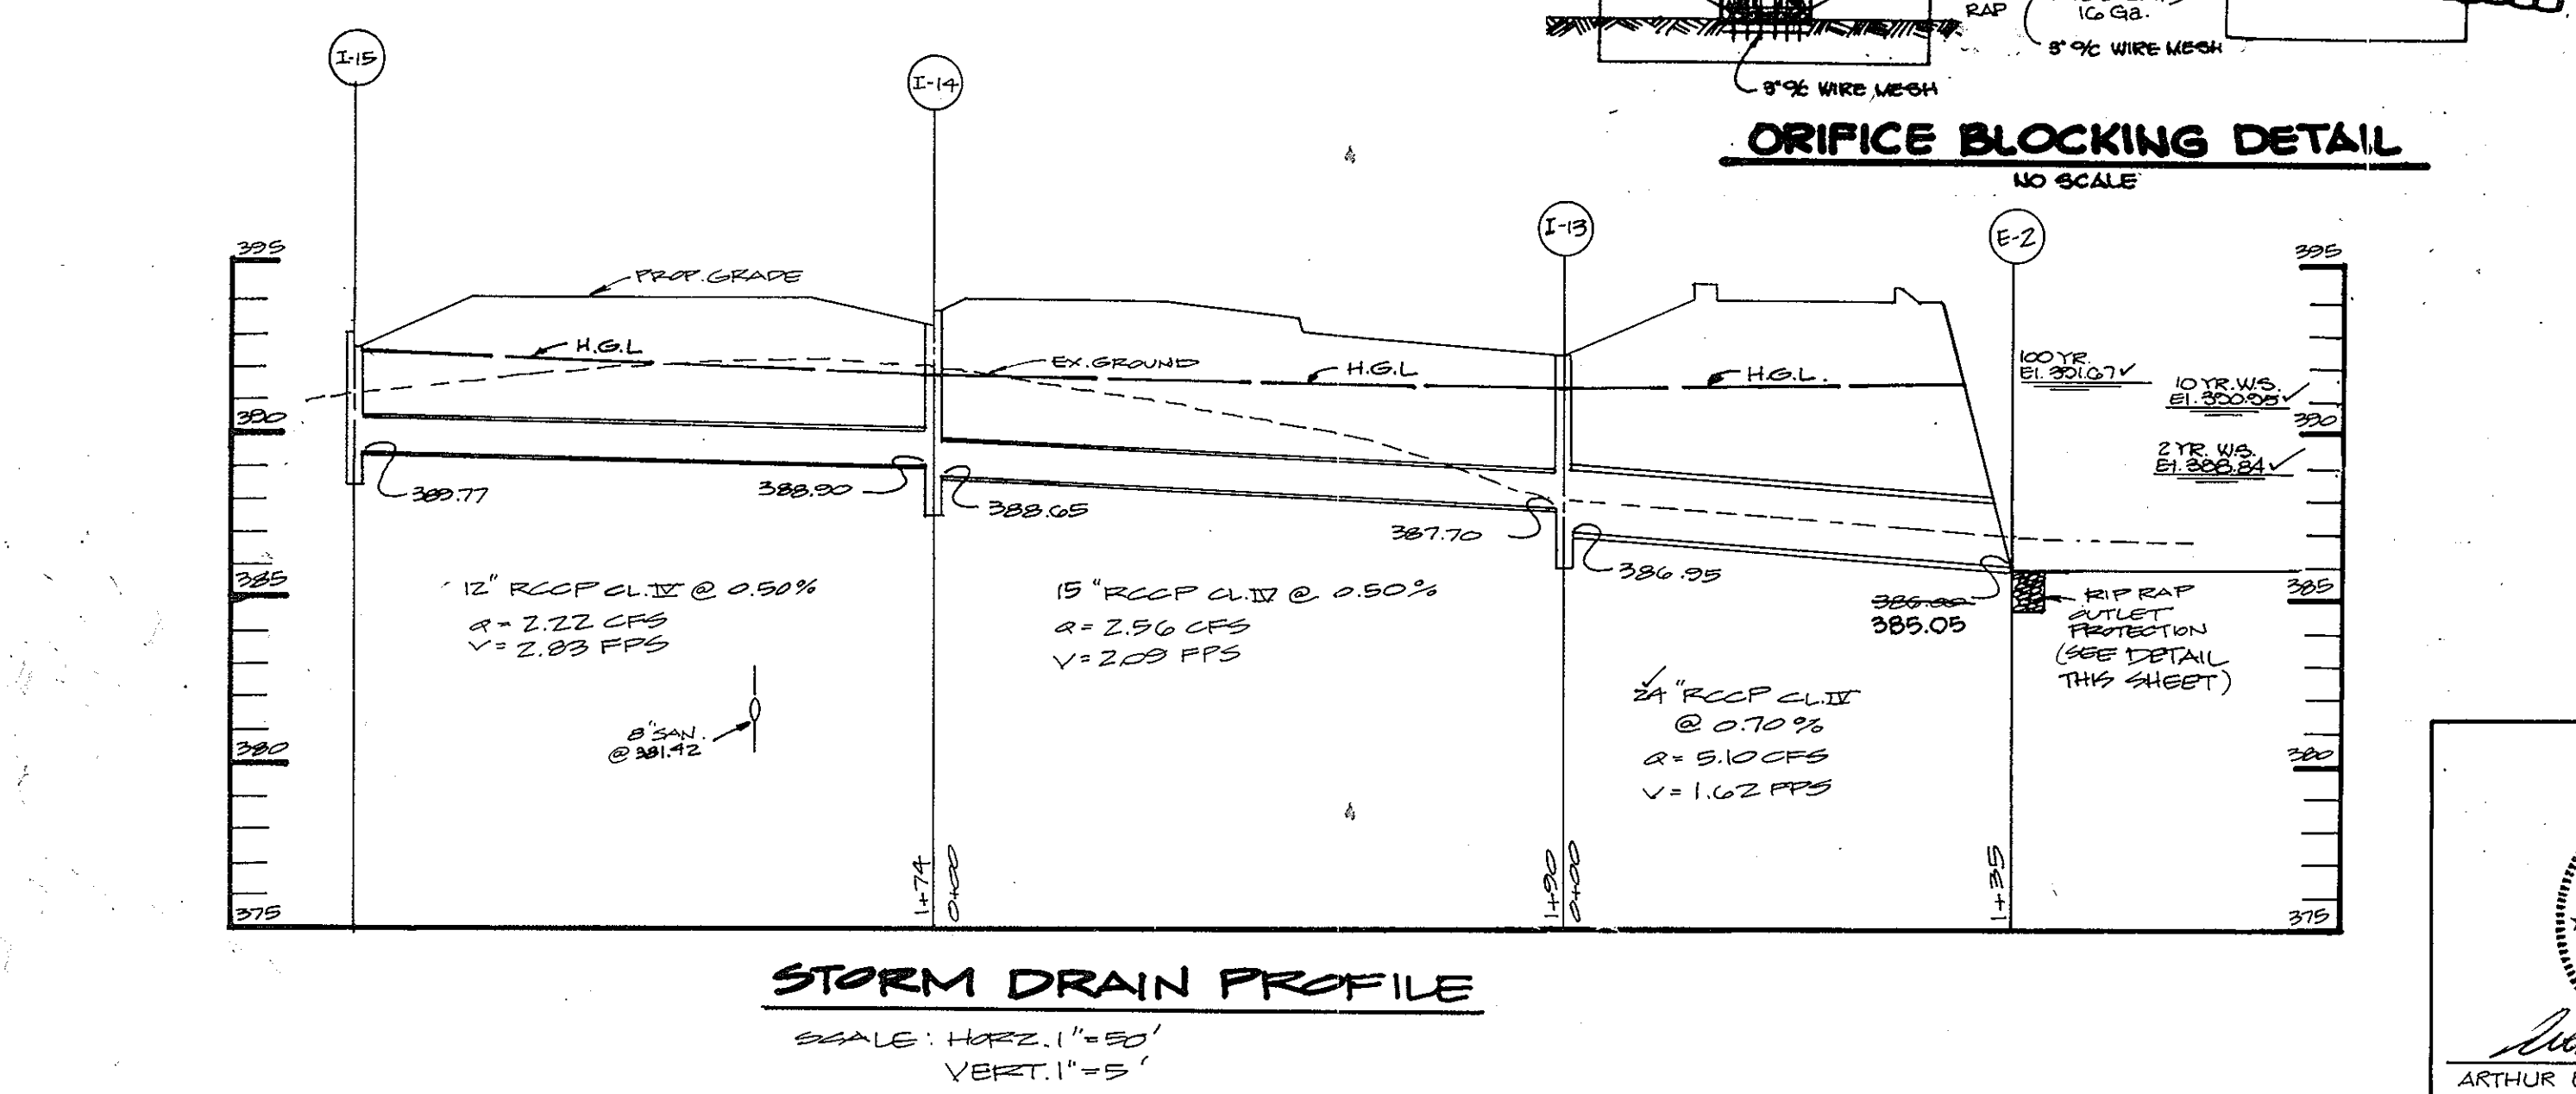 RAP
16 Ga.
3" o/c WIRE MESH
3" o/c WIRE MESH
ORIFICE BLOCKING DETAIL
NO SCALE
I-15
I-14
I-13
E-2
395
395
PROP. GRADE
H.G.L
EX. GROUND
H.G.L
H.G.L.
100 YR.
El. 391.67✓
10 YR. W.S.
El. 390.95✓
390
390
2 YR. W.S.
El. 388.84✓
389.77
388.90
388.65
387.70
386.95
386.00
385.05
385
385
12" RCCP CL. IV @ 0.50%
Q = 2.22 CFS
V = 2.83 FPS
15" RCCP CL. IV @ 0.50%
Q = 2.56 CFS
V = 2.09 FPS
RIP RAP
OUTLET
PROTECTION
(SEE DETAIL
THIS SHEET)
24" RCCP CL. IV
@ 0.70%
Q = 5.10 CFS
V = 1.62 FPS
8" SAN.
@ 381.42
380
380
1+74
0+00
1+90
0+00
1+35
375
375
STORM DRAIN PROFILE
SCALE: HORZ. 1"=50'
VERT. 1"=5'
ARTHUR